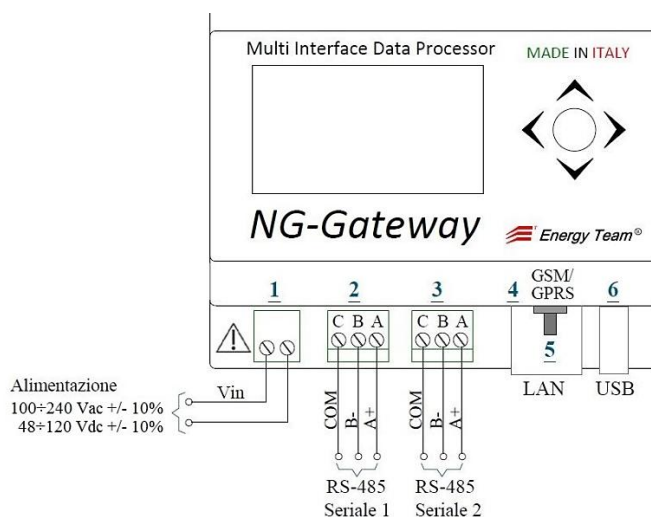 Multi Interface Data Processor
MADE IN ITALY
NG-Gateway
Energy Team®
1
2
3
4
GSM/
GPRS
6
C B A
C B A
5
LAN
USB
Alimentazione
100÷240 Vac +/- 10%
48÷120 Vdc +/- 10%
Vin
COM
B-
A+
COM
B-
A+
RS-485
Seriale 1
RS-485
Seriale 2